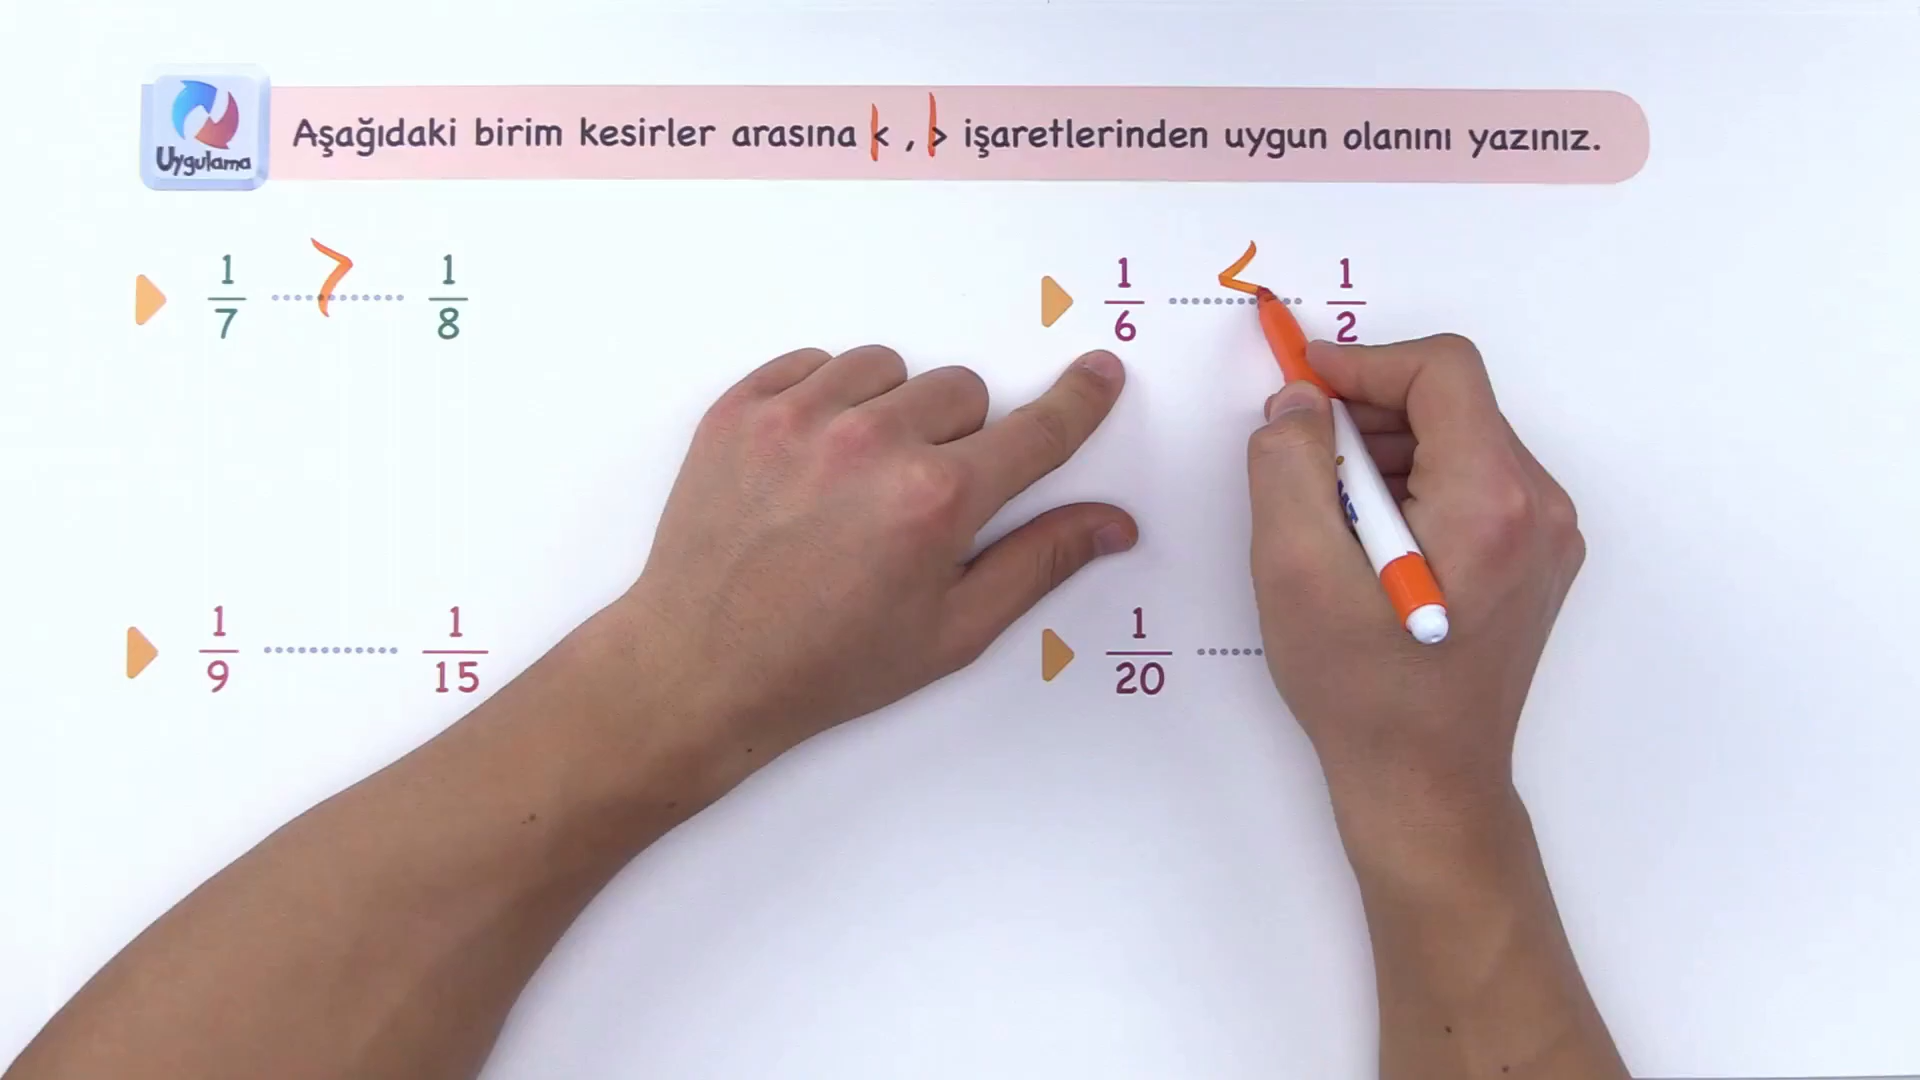 Uygulama
Aşağıdaki birim kesirler arasına < , > işaretlerinden uygun olanını yazınız.
1/7 > 1/8
1/6 < 1/2
1/9 ............ 1/15
1/20 ......